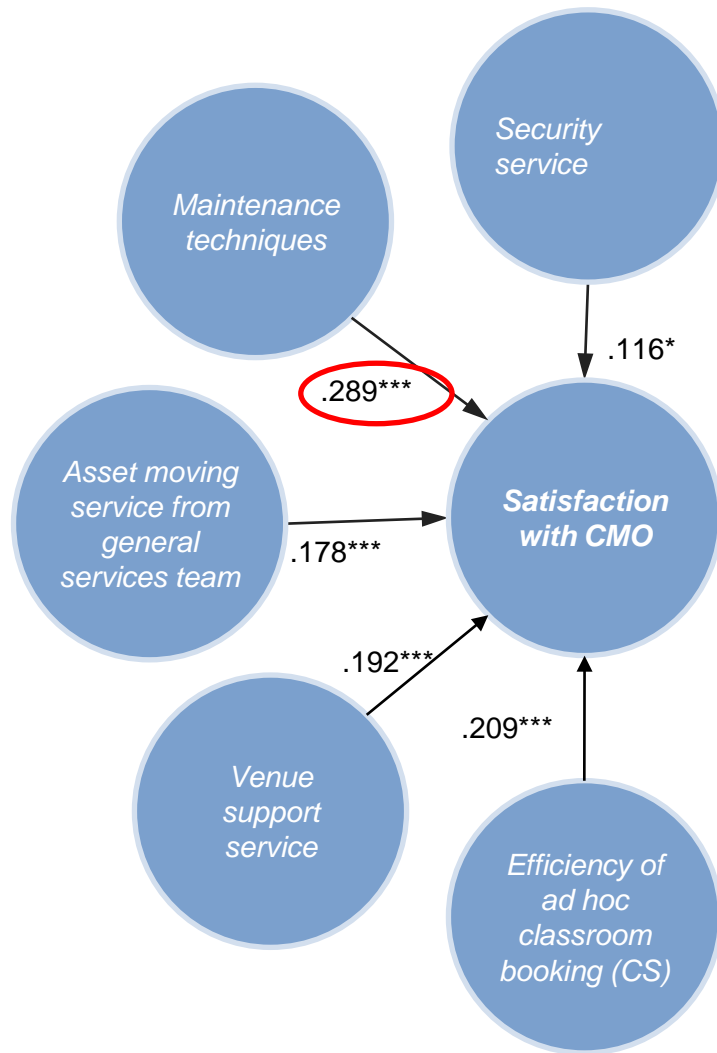 Security
service
Maintenance
techniques
.116*
.289***
Asset moving
service from
general
services team
Satisfaction
with CMO
.178***
.192***
.209***
Venue
support
service
Efficiency of
ad hoc
classroom
booking (CS)